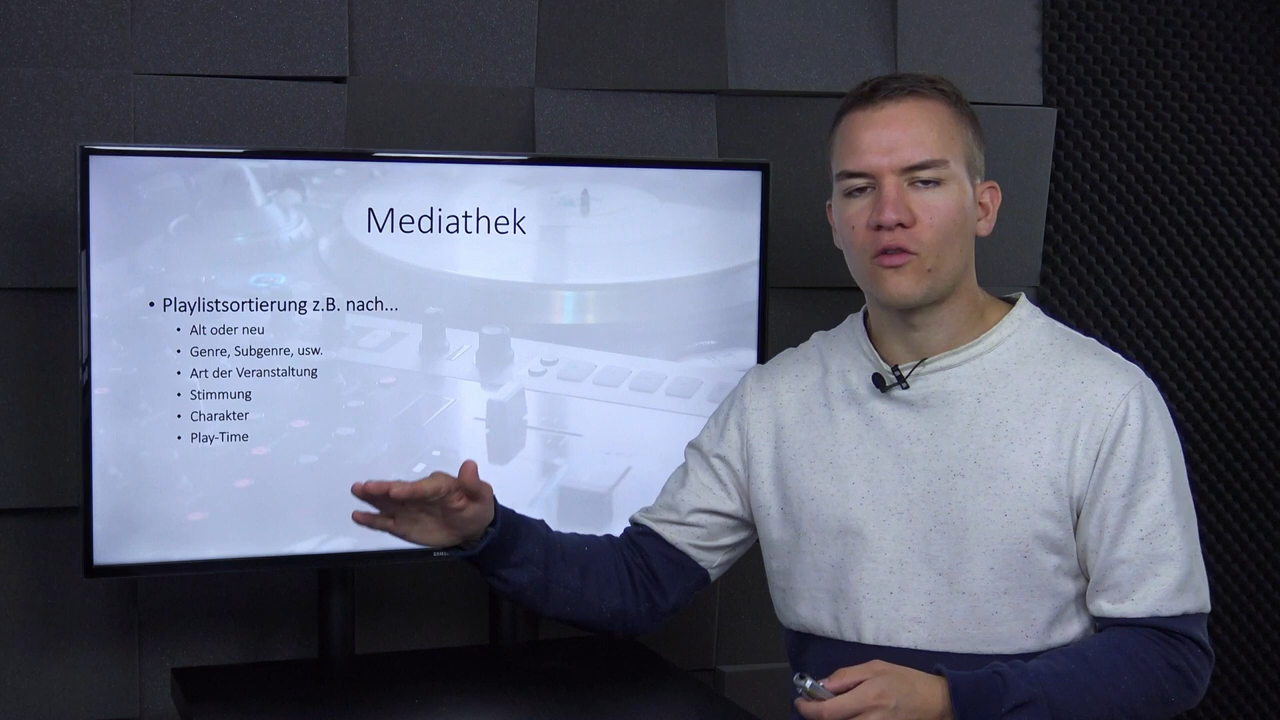 Mediathek
• Playlistsortierung z.B. nach...
• Alt oder neu
• Genre, Subgenre, usw.
• Art der Veranstaltung
• Stimmung
• Charakter
• Play-Time